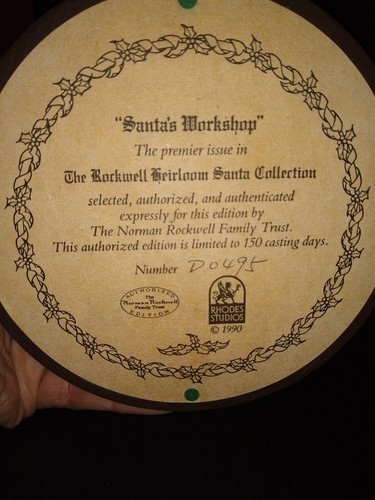 "Santa's Workshop"
The premier issue in
The Rockwell Heirloom Santa Collection
selected, authorized, and authenticated
expressly for this edition by
The Norman Rockwell Family Trust.
This authorized edition is limited to 150 casting days.
Number D0495
AUTHORIZED
The
Norman Rockwell
Family Trust
EDITION
RHODES
STUDIOS
© 1990